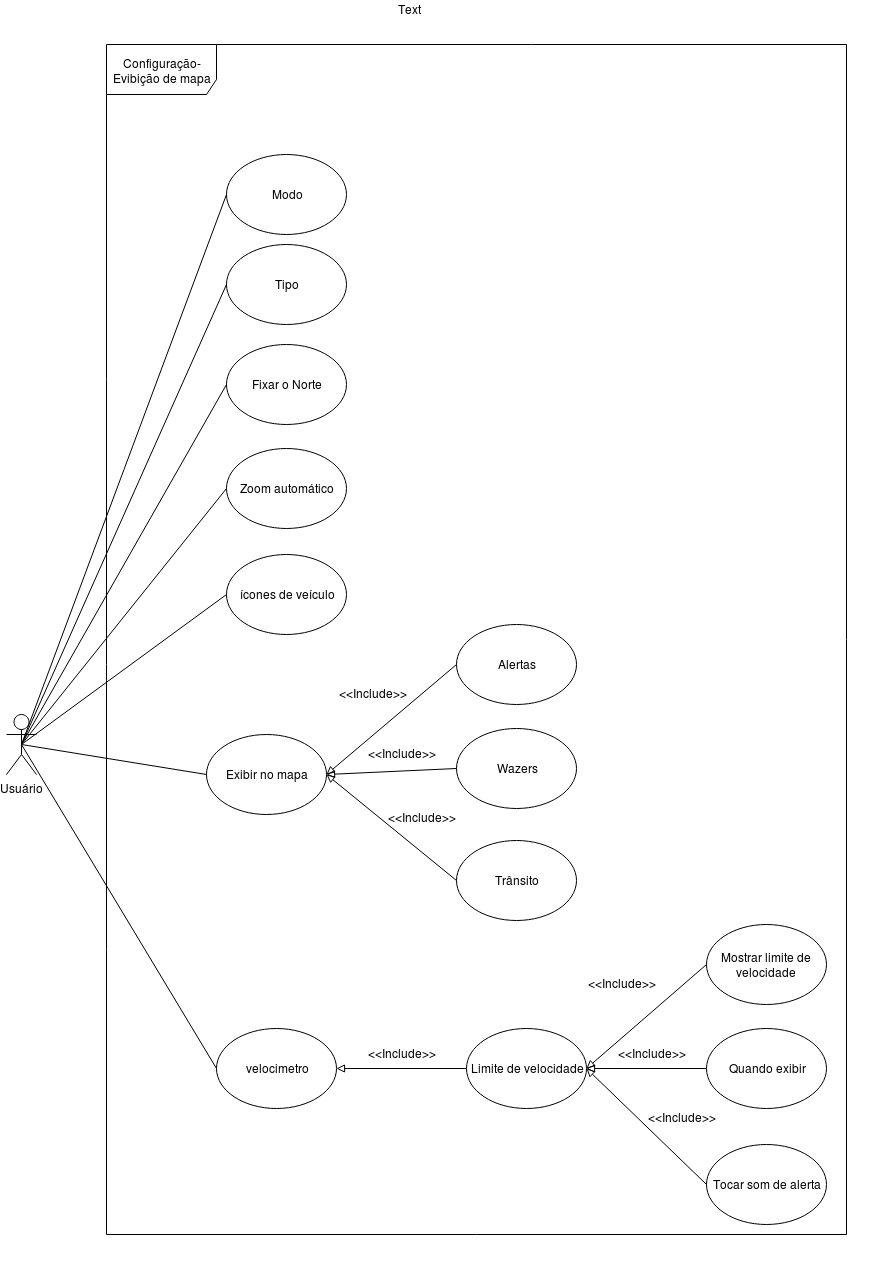 Text
Configuração-
Evibição de mapa
Modo
Tipo
Fixar o Norte
Zoom automático
ícones de veículo
Alertas
<<Include>>
<<Include>>
Wazers
Exibir no mapa
Usuário
<<Include>>
Trânsito
Mostrar limite de
velocidade
<<Include>>
<<Include>>
<<Include>>
velocimetro
Limite de velocidade
Quando exibir
<<Include>>
Tocar som de alerta